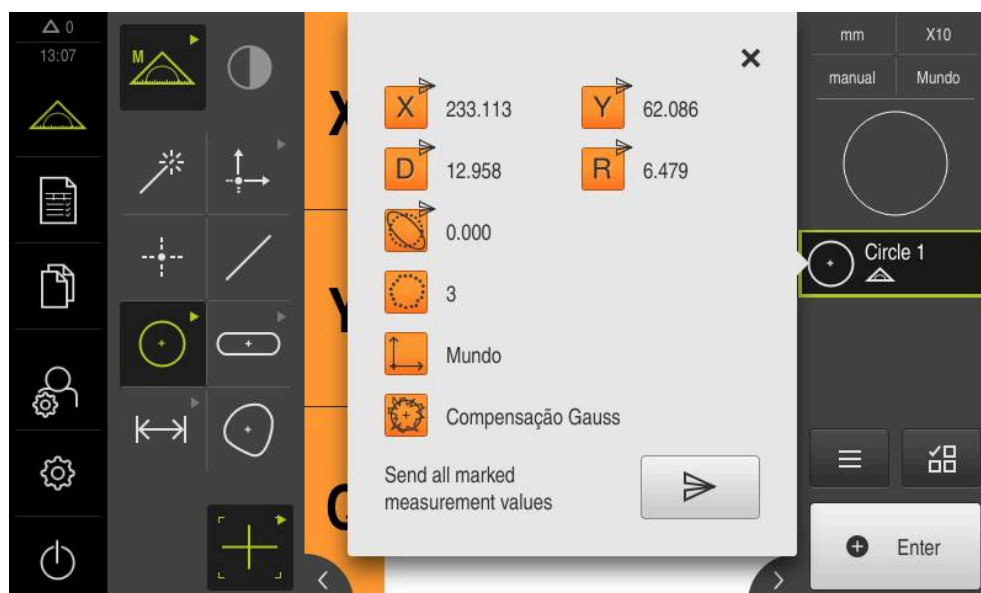 0
13:07
M
X
Y
X 233.113
Y 62.086
D 12.958
R 6.479
0.000
3
Mundo
Compensação Gauss
Send all marked
measurement values
mm X10
manual Mundo
Circle 1
Enter